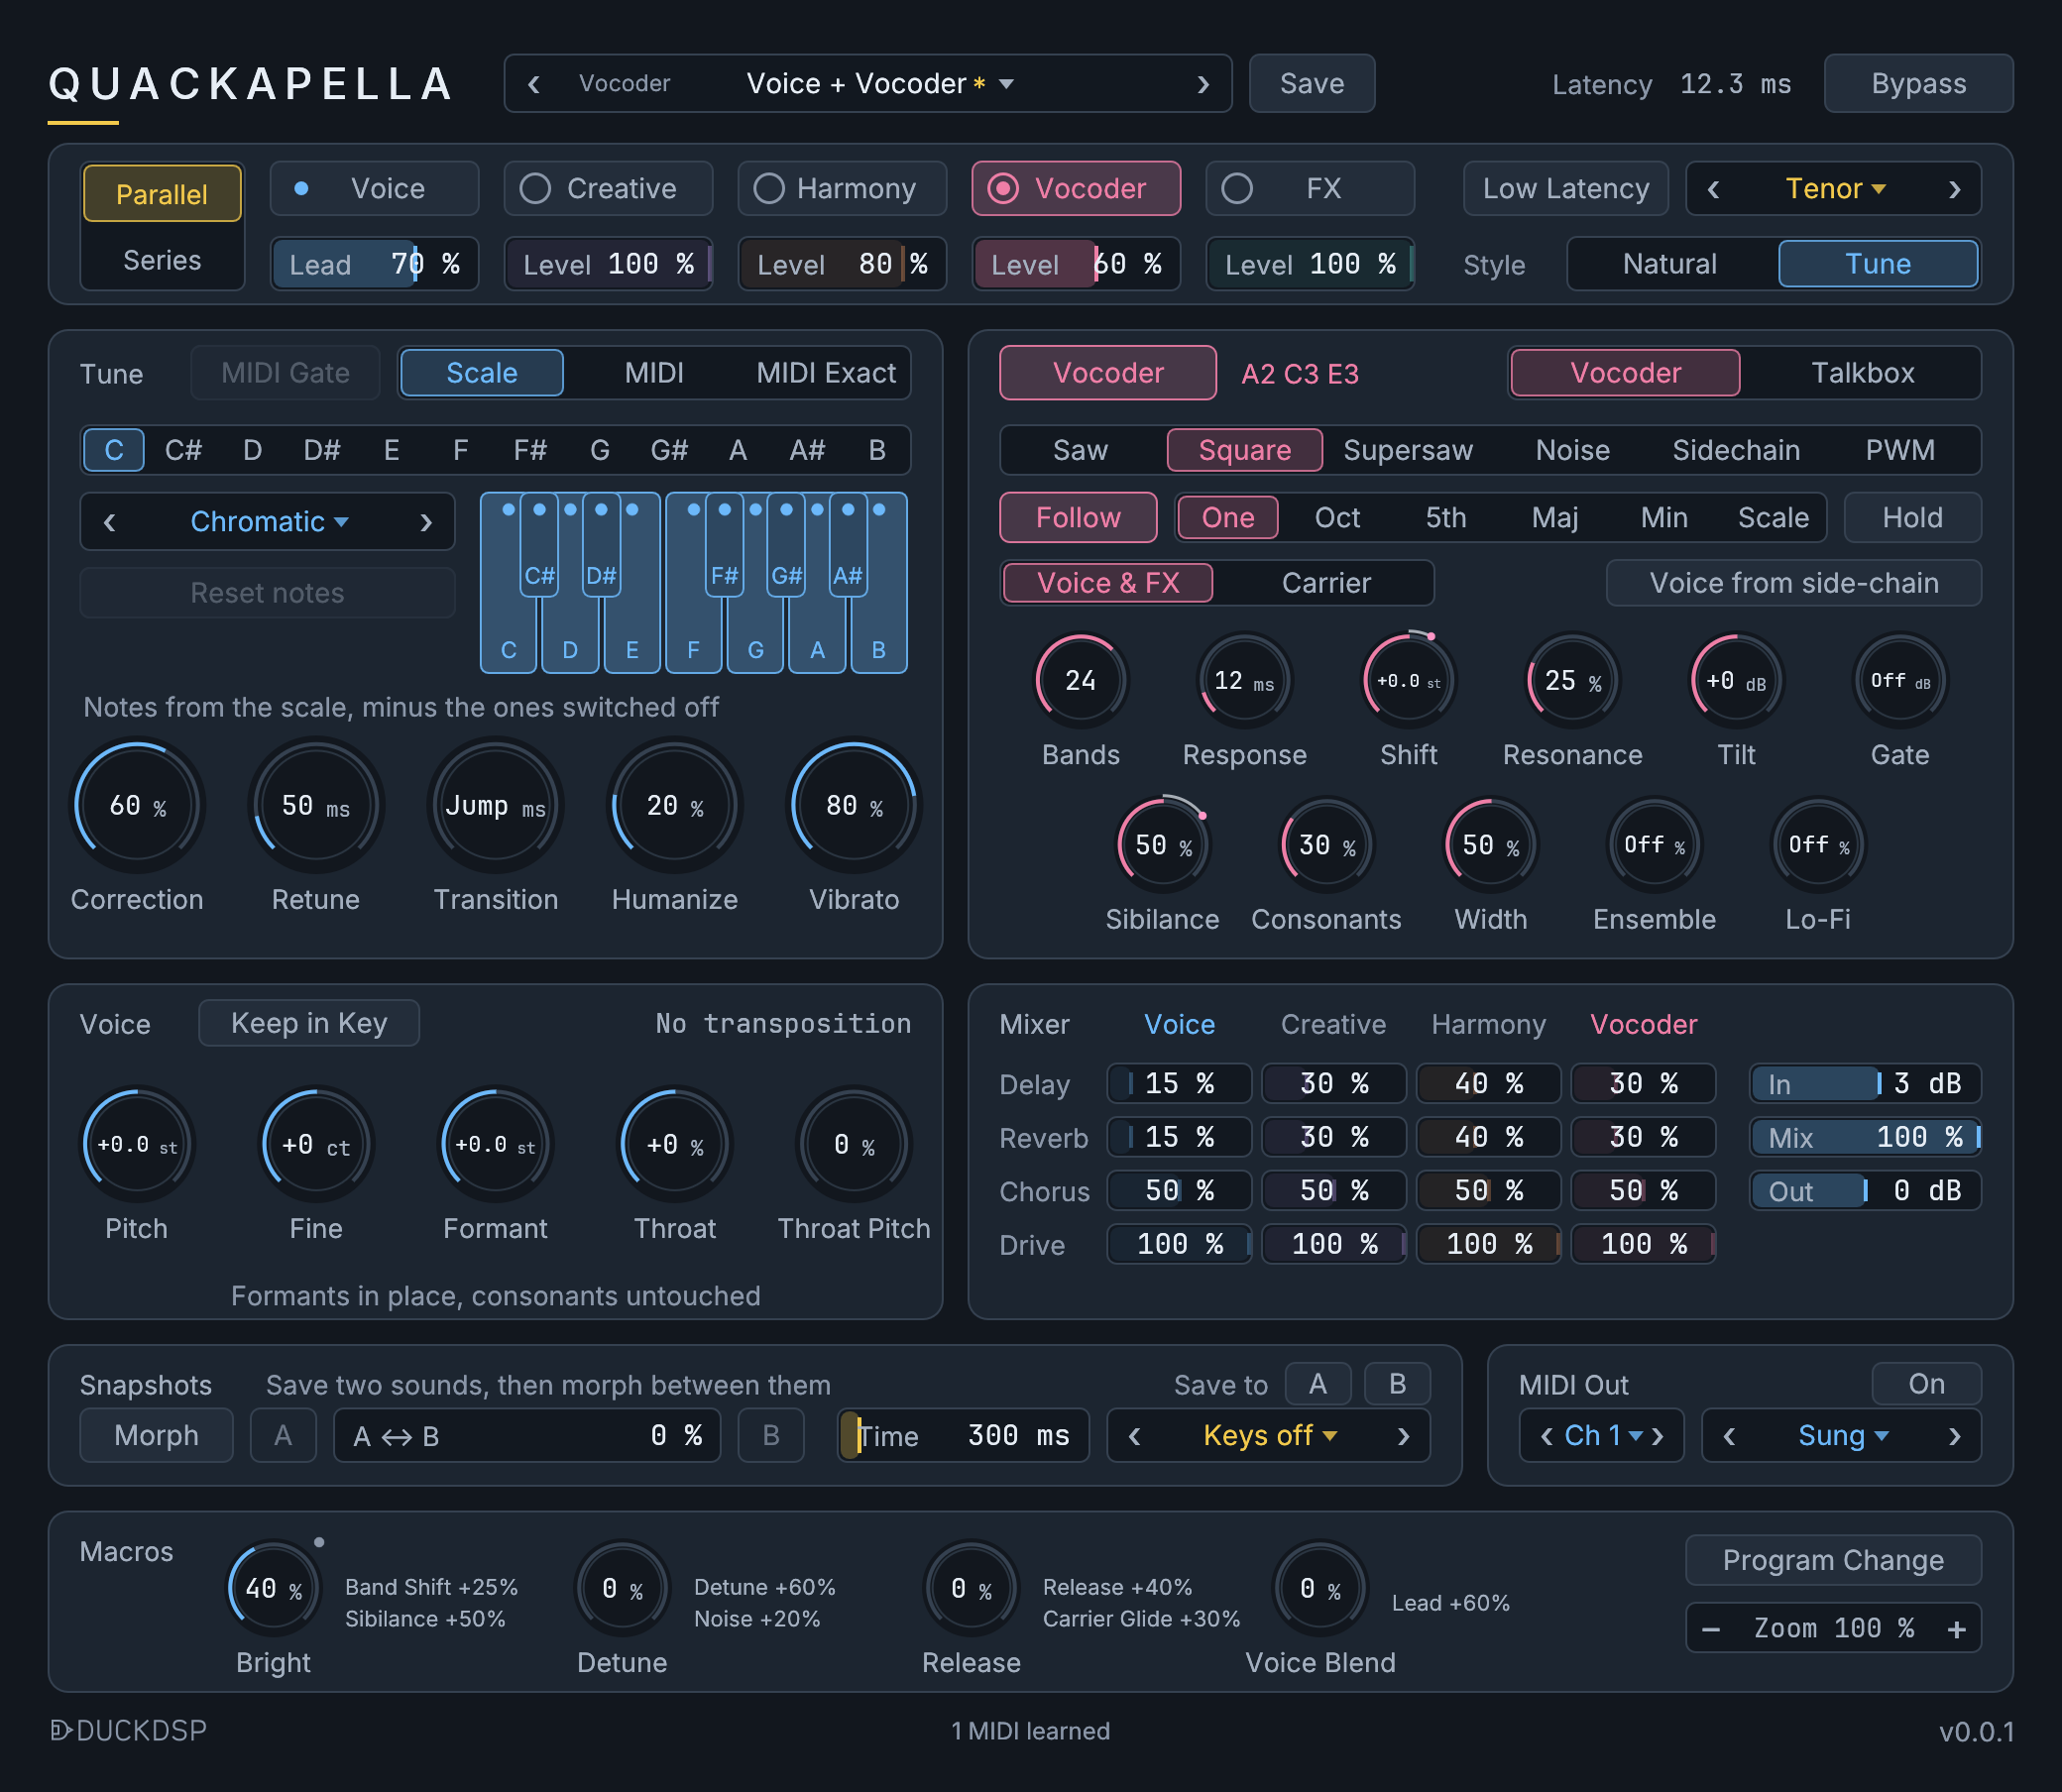 QUACKAPELLA
‹ Vocoder Voice + Vocoder * ›
Save
Latency 12.3 ms
Bypass
Parallel
Series
Voice
Creative
Harmony
Vocoder
FX
Low Latency
‹ Tenor ›
Lead 70 %
Level 100 %
Level 80 %
Level 60 %
Level 100 %
Style
Natural
Tune
Tune
MIDI Gate
Scale
MIDI
MIDI Exact
C C# D D# E F F# G G# A A# B
‹ Chromatic ›
Reset notes
C# D# F# G# A#
C D E F G A B
Notes from the scale, minus the ones switched off
60 % 50 ms Jump ms 20 % 80 %
Correction Retune Transition Humanize Vibrato
Vocoder
A2 C3 E3
Vocoder
Talkbox
Saw Square Supersaw Noise Sidechain PWM
Follow
One Oct 5th Maj Min Scale
Hold
Voice & FX
Carrier
Voice from side-chain
24 12 ms +0.0 st 25 % +0 dB Off dB
Bands Response Shift Resonance Tilt Gate
50 % 30 % 50 % Off % Off %
Sibilance Consonants Width Ensemble Lo-Fi
Voice
Keep in Key
No transposition
+0.0 st +0 ct +0.0 st +0 % 0 %
Pitch Fine Formant Throat Throat Pitch
Formants in place, consonants untouched
Mixer Voice Creative Harmony Vocoder
Delay 15 % 30 % 40 % 30 % In 3 dB
Reverb 15 % 30 % 40 % 30 % Mix 100 %
Chorus 50 % 50 % 50 % 50 % Out 0 dB
Drive 100 % 100 % 100 % 100 %
Snapshots Save two sounds, then morph between them Save to A B
Morph A A ↔ B 0 % B Time 300 ms ‹ Keys off ›
MIDI Out On
‹ Ch 1 › ‹ Sung ›
Macros
40 %
Bright
Band Shift +25%
Sibilance +50%
0 %
Detune
Detune +60%
Noise +20%
0 %
Release
Release +40%
Carrier Glide +30%
0 %
Voice Blend
Lead +60%
Program Change
− Zoom 100 % +
DUCKDSP
1 MIDI learned
v0.0.1